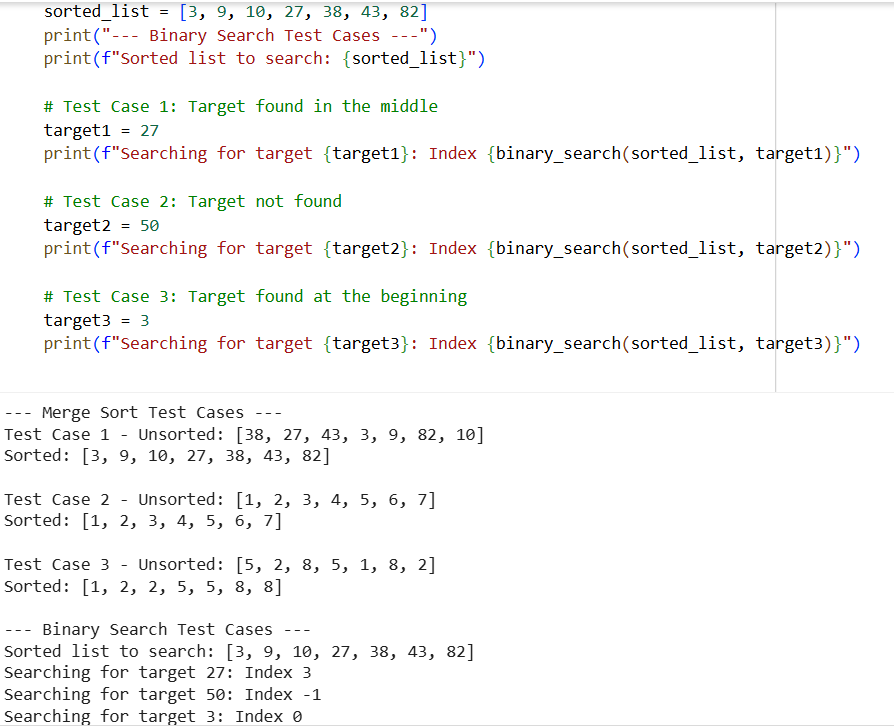 sorted_list = [3, 9, 10, 27, 38, 43, 82]
print("--- Binary Search Test Cases ---")
print(f"Sorted list to search: {sorted_list}")
# Test Case 1: Target found in the middle
target1 = 27
print(f"Searching for target {target1}: Index {binary_search(sorted_list, target1)}")
# Test Case 2: Target not found
target2 = 50
print(f"Searching for target {target2}: Index {binary_search(sorted_list, target2)}")
# Test Case 3: Target found at the beginning
target3 = 3
print(f"Searching for target {target3}: Index {binary_search(sorted_list, target3)}")
--- Merge Sort Test Cases ---
Test Case 1 - Unsorted: [38, 27, 43, 3, 9, 82, 10]
Sorted: [3, 9, 10, 27, 38, 43, 82]
Test Case 2 - Unsorted: [1, 2, 3, 4, 5, 6, 7]
Sorted: [1, 2, 3, 4, 5, 6, 7]
Test Case 3 - Unsorted: [5, 2, 8, 5, 1, 8, 2]
Sorted: [1, 2, 2, 5, 5, 8, 8]
--- Binary Search Test Cases ---
Sorted list to search: [3, 9, 10, 27, 38, 43, 82]
Searching for target 27: Index 3
Searching for target 50: Index -1
Searching for target 3: Index 0